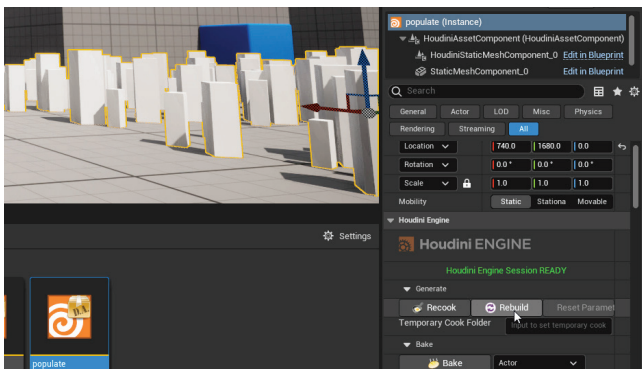 populate (Instance)
HoudiniAssetComponent (HoudiniAssetComponent)
HoudiniStaticMeshComponent_0 Edit in Blueprint
StaticMeshComponent_0 Edit in Blueprint
Search
General Actor LOD Misc Physics
Rendering Streaming All
Location 740.0 1680.0 0.0
Rotation 0.0 ° 0.0 ° 0.0 °
Scale 1.0 1.0 1.0
Mobility Static Stationa Movable
Houdini Engine
Settings
Houdini ENGINE
Houdini Engine Session READY
Generate
Recook Rebuild Reset Paramet
Temporary Cook Folder Input to set temporary cook
Bake
populate
Bake Actor